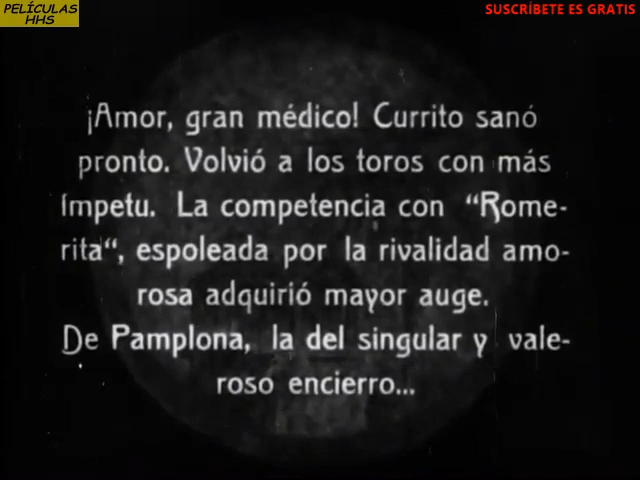 PELÍCULAS
HHS
SUSCRÍBETE ES GRATIS
¡Amor, gran médico! Currito sanó
pronto. Volvió a los toros con más
ímpetu. La competencia con “Rome-
rita“, espoleada por la rivalidad amo-
rosa adquirió mayor auge.
De Pamplona, la del singular y vale-
roso encierro...